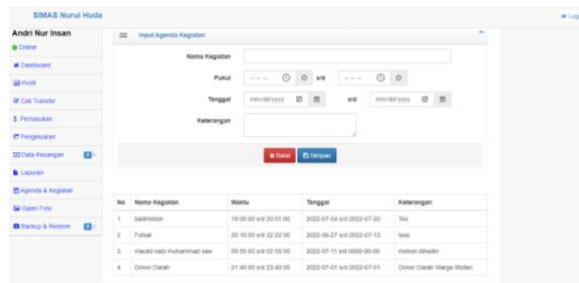 SIMAS Nurul Huda
Log
Andri Nur Insan
Online
Dashboard
Profil
Cek Transfer
Pemasukan
Pengeluaran
Data Keuangan 2
Laporan
Agenda & Kegiatan
Galeri Foto
Backup & Restore 2
Input Agenda Kegiatan
Nama Kegiatan
Pukul --:-- s/d --:--
Tanggal mm/dd/yyyy s/d mm/dd/yyyy
Keterangan
Batal Simpan
No Nama Kegiatan Waktu Tanggal Keterangan
1 badminton 19:00:00 s/d 20:01:00 2022-07-04 s/d 2022-07-20 Tes
2 Futsal 20:10:00 s/d 22:22:00 2022-06-27 s/d 2022-07-13 tess
3 maulid nabi muhammad saw 09:55:00 s/d 02:55:00 2022-07-11 s/d 0000-00-00 mohon dihadiri
4 Donor Darah 21:40:00 s/d 23:40:00 2022-07-01 s/d 2022-07-01 Donor Darah Warga